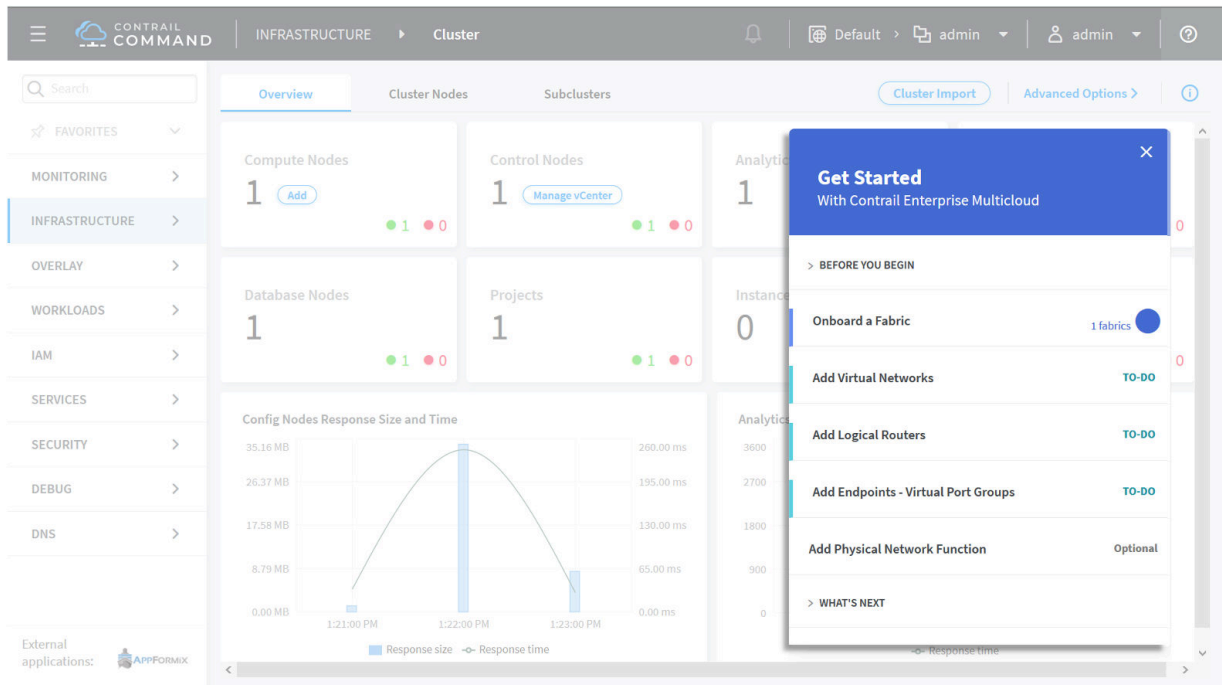 CONTRAIL
COMMAND
INFRASTRUCTURE
Cluster
Default
admin
admin
Search
FAVORITES
MONITORING
INFRASTRUCTURE
OVERLAY
WORKLOADS
IAM
SERVICES
SECURITY
DEBUG
DNS
External
applications:
APPFORMIX
Overview
Cluster Nodes
Subclusters
Cluster Import
Advanced Options >
Compute Nodes
1 Add
1 0
Control Nodes
1 Manage vCenter
1 0
1
0
Database Nodes
1
1 0
Projects
1
1 0
0
0
Config Nodes Response Size and Time
35.16 MB
26.37 MB
17.58 MB
8.79 MB
0.00 MB
260.00 ms
195.00 ms
130.00 ms
65.00 ms
0.00 ms
1:21:00 PM
1:22:00 PM
1:23:00 PM
Response size
Response time
3600
2700
1800
900
0
Response time
Get Started
With Contrail Enterprise Multicloud
> BEFORE YOU BEGIN
Onboard a Fabric 1 fabrics
Add Virtual Networks TO-DO
Add Logical Routers TO-DO
Add Endpoints - Virtual Port Groups TO-DO
Add Physical Network Function Optional
> WHAT'S NEXT